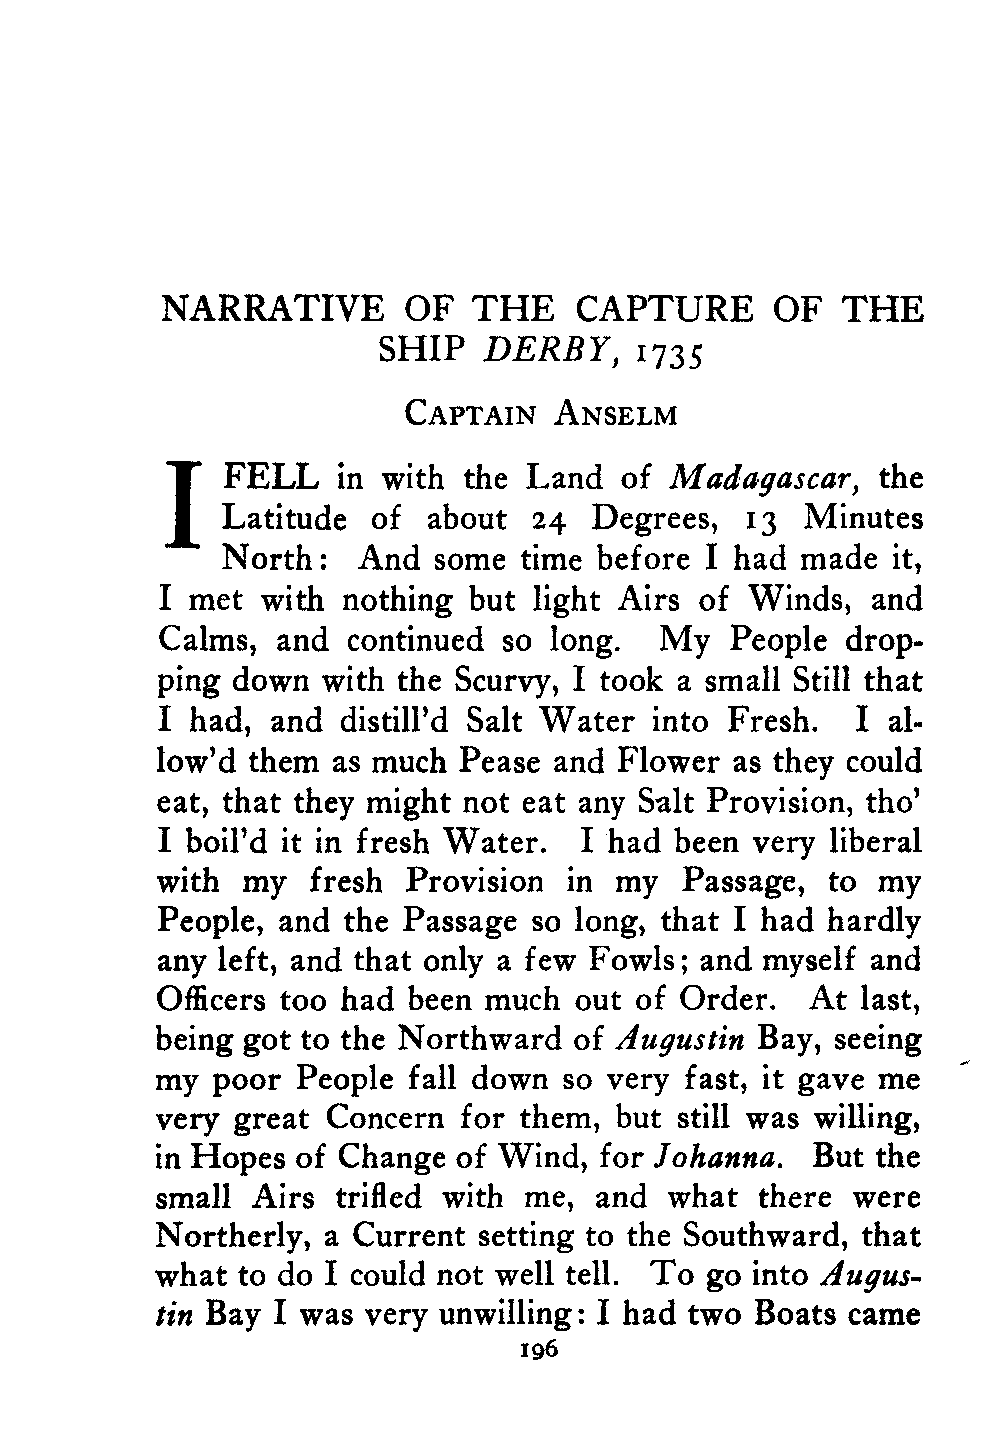 NARRATIVE OF THE CAPTURE OF THE
SHIP DERBY, 1735
CAPTAIN ANSELM
I FELL in with the Land of Madagascar, the
Latitude of about 24 Degrees, 13 Minutes
North: And some time before I had made it,
I met with nothing but light Airs of Winds, and
Calms, and continued so long. My People drop-
ping down with the Scurvy, I took a small Still that
I had, and distill'd Salt Water into Fresh. I al-
low'd them as much Pease and Flower as they could
eat, that they might not eat any Salt Provision, tho'
I boil'd it in fresh Water. I had been very liberal
with my fresh Provision in my Passage, to my
People, and the Passage so long, that I had hardly
any left, and that only a few Fowls; and myself and
Officers too had been much out of Order. At last,
being got to the Northward of Augustin Bay, seeing
my poor People fall down so very fast, it gave me
very great Concern for them, but still was willing,
in Hopes of Change of Wind, for Johanna. But the
small Airs trifled with me, and what there were
Northerly, a Current setting to the Southward, that
what to do I could not well tell. To go into Augus-
tin Bay I was very unwilling: I had two Boats came
196